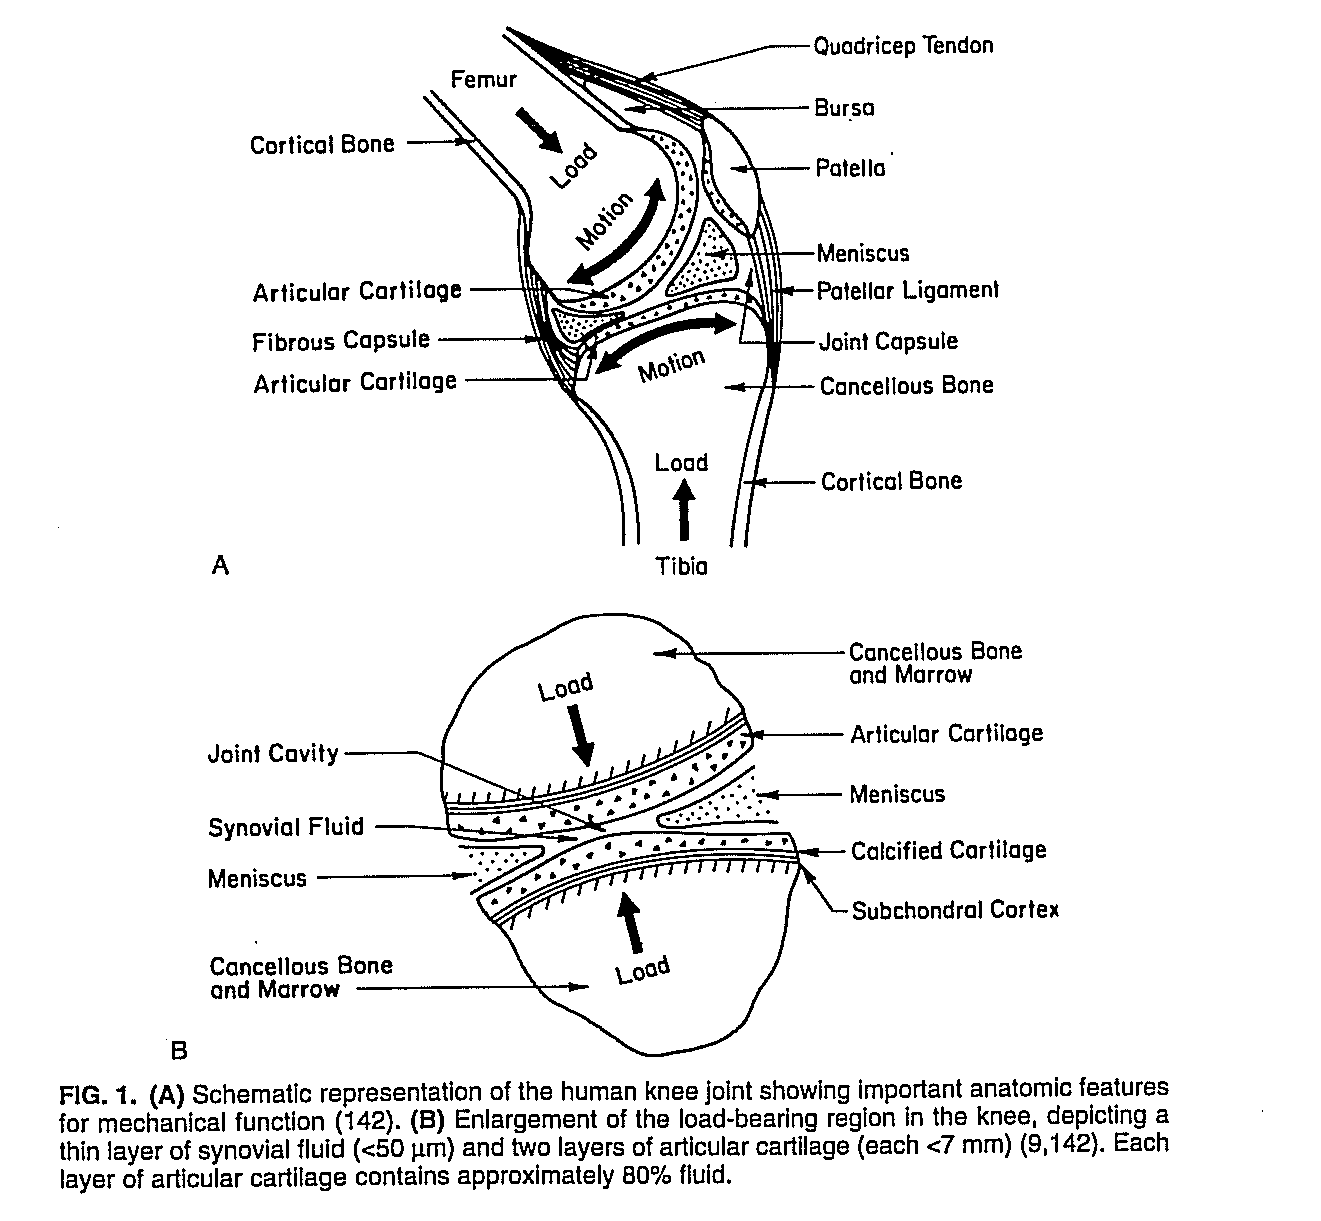 Quadricep Tendon
Femur
Bursa
Cortical Bone
Load
Patella
Motion
Meniscus
Articular Cartilage
Patellar Ligament
Fibrous Capsule
Joint Capsule
Motion
Articular Cartilage
Cancellous Bone
Load
Cortical Bone
A
Tibia
Cancellous Bone
and Marrow
Load
Articular Cartilage
Joint Cavity
Meniscus
Synovial Fluid
Calcified Cartilage
Meniscus
Subchondral Cortex
Cancellous Bone
and Marrow
Load
B
FIG. 1. (A) Schematic representation of the human knee joint showing important anatomic features
for mechanical function (142). (B) Enlargement of the load-bearing region in the knee, depicting a
thin layer of synovial fluid (<50 μm) and two layers of articular cartilage (each <7 mm) (9,142). Each
layer of articular cartilage contains approximately 80% fluid.